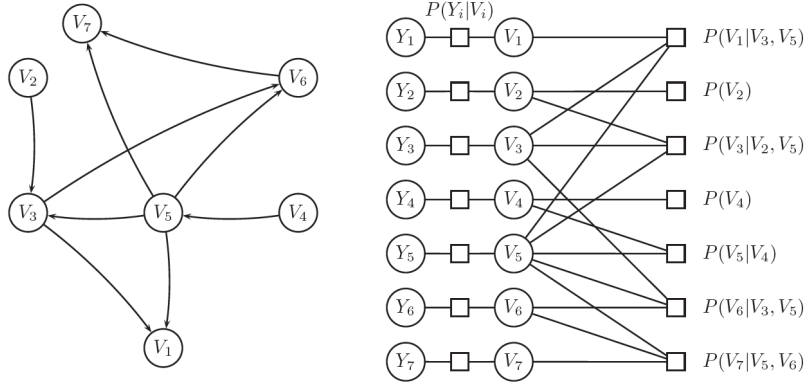 V₇
V₂
V₆
V₃
V₅
V₄
V₁
P(Yᵢ|Vᵢ)
Y₁ V₁ P(V₁|V₃, V₅)
Y₂ V₂ P(V₂)
Y₃ V₃ P(V₃|V₂, V₅)
Y₄ V₄ P(V₄)
Y₅ V₅ P(V₅|V₄)
Y₆ V₆ P(V₆|V₃, V₅)
Y₇ V₇ P(V₇|V₅, V₆)